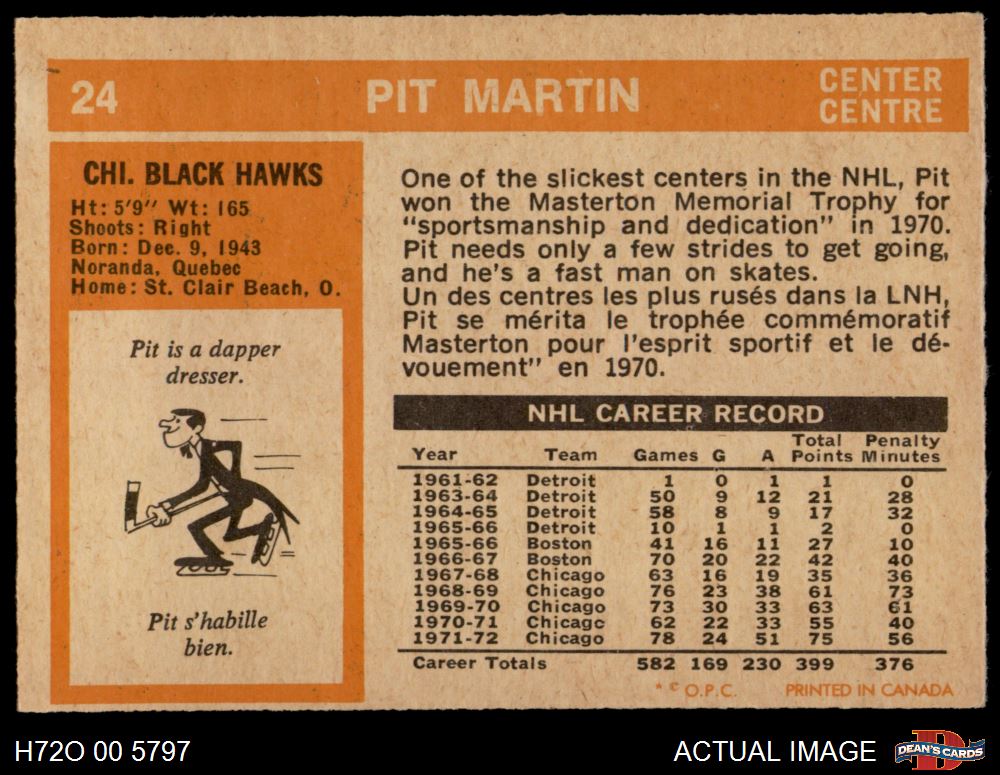 24 PIT MARTIN CENTER
CENTRE
CHI. BLACK HAWKS
Ht: 5'9" Wt: 165
Shoots: Right
Born: Dec. 9, 1943
Noranda, Quebec
Home: St. Clair Beach, O.
Pit is a dapper
dresser.
Pit s'habille
bien.
One of the slickest centers in the NHL, Pit
won the Masterton Memorial Trophy for
"sportsmanship and dedication" in 1970.
Pit needs only a few strides to get going,
and he's a fast man on skates.
Un des centres les plus rusés dans la LNH,
Pit se mérita le trophée commémoratif
Masterton pour l'esprit sportif et le dé-
vouement" en 1970.
NHL CAREER RECORD
Total Penalty
Year Team Games G A Points Minutes
1961-62 Detroit 1 0 1 1 0
1963-64 Detroit 50 9 12 21 28
1964-65 Detroit 58 8 9 17 32
1965-66 Detroit 10 1 1 2 0
1965-66 Boston 41 16 11 27 10
1966-67 Boston 70 20 22 42 40
1967-68 Chicago 63 16 19 35 36
1968-69 Chicago 76 23 38 61 73
1969-70 Chicago 73 30 33 63 61
1970-71 Chicago 62 22 33 55 40
1971-72 Chicago 78 24 51 75 56
Career Totals 582 169 230 399 376
* © O.P.C. PRINTED IN CANADA
H72O 00 5797 ACTUAL IMAGE DEAN'S CARDS